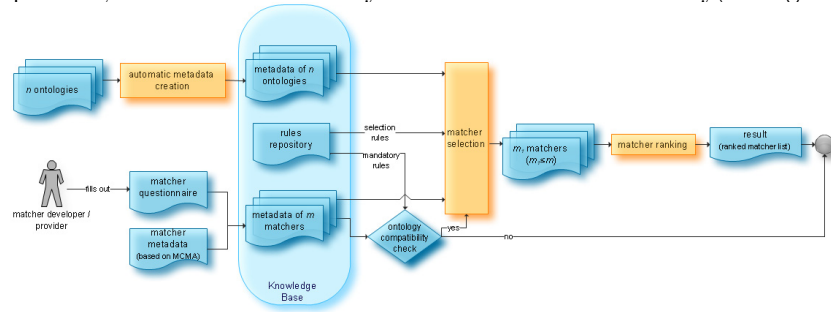 n ontologies
automatic metadata
creation
metadata of n
ontologies
rules
repository
selection
rules
mandatory
rules
matcher
selection
m, matchers
(m,≤m)
matcher ranking
result
(ranked matcher list)
matcher developer /
provider
fills out
matcher
questionnaire
matcher
metadata
(based on MCMA)
metadata of m
matchers
ontology
compatibility
check
yes
no
Knowledge
Base